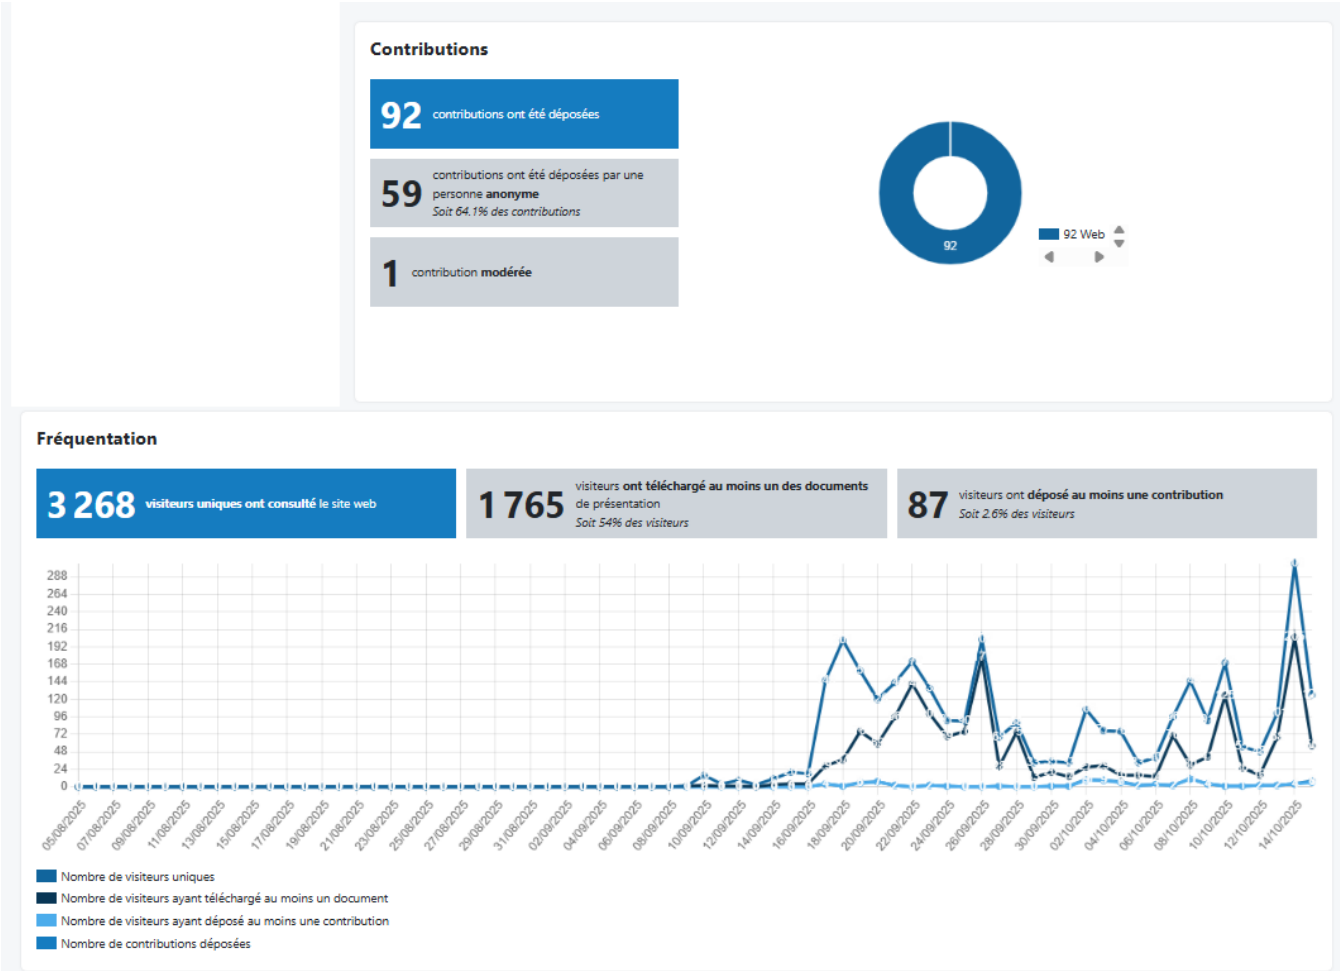 Contributions
92 contributions ont été déposées
59 contributions ont été déposées par une
personne anonyme
Soit 64.1% des contributions
1 contribution modérée
92
92 Web
Fréquentation
3 268 visiteurs uniques ont consulté le site web
1 765 visiteurs ont téléchargé au moins un des documents
de présentation
Soit 54% des visiteurs
87 visiteurs ont déposé au moins une contribution
Soit 2.6% des visiteurs
288
264
240
216
192
168
144
120
96
72
48
24
0
05/08/2025
07/08/2025
09/08/2025
11/08/2025
13/08/2025
15/08/2025
17/08/2025
19/08/2025
21/08/2025
23/08/2025
25/08/2025
27/08/2025
29/08/2025
31/08/2025
02/09/2025
04/09/2025
06/09/2025
08/09/2025
10/09/2025
12/09/2025
14/09/2025
16/09/2025
18/09/2025
20/09/2025
22/09/2025
24/09/2025
26/09/2025
28/09/2025
30/09/2025
02/10/2025
04/10/2025
06/10/2025
08/10/2025
10/10/2025
12/10/2025
14/10/2025
Nombre de visiteurs uniques
Nombre de visiteurs ayant téléchargé au moins un document
Nombre de visiteurs ayant déposé au moins une contribution
Nombre de contributions déposées